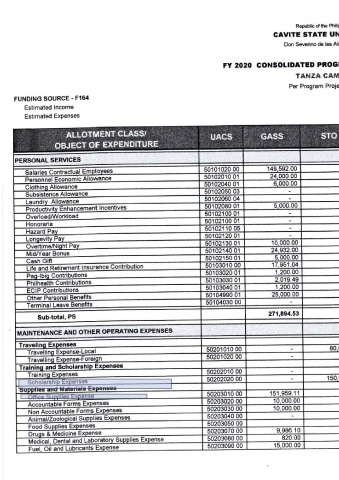 Republic of the Phili
CAVITE STATE UN
Don Severino de las Al
FY 2020 CONSOLIDATED PROG
TANZA CAM
Per Program Proje
FUNDING SOURCE - F164
Estimated Income
Estimated Expenses
ALLOTMENT CLASS/ OBJECT OF EXPENDITURE UACS GASS STO
PERSONAL SERVICES
Salaries Contractual Employees 50101020 00 149,592.00
Personnel Economic Allowance 50102010 01 24,000.00
Clothing Allowance 50102040 01 6,000.00
Subsistence Allowance 50102050 03 -
Laundry Allowance 50102060 04 -
Productivity Enhancement Incentives 50102080 01 5,000.00
Overload/Workload 50102100 01 -
Honoraria 50102100 01 -
Hazard Pay 50102110 05 -
Longevity Pay 50102120 01 -
Overtime/Night Pay 50102130 01 10,000.00
Mid/Year Bonus 50102140 01 24,932.00
Cash Gift 50102150 01 5,000.00
Life and Retirement Insurance Contribution 50103010 00 17,951.04
Pag-Ibig Contributions 50103020 01 1,200.00
Philhealth Contributions 50103030 01 2,019.49
ECIP Contributions 50103040 01 1,200.00
Other Personal Benefits 50104990 01 25,000.00
Terminal Leave Benefits 50104030 00 -
Sub-total, PS 271,894.53
MAINTENANCE AND OTHER OPERATING EXPENSES
Traveling Expenses
Travelling Expense-Local 50201010 00 - 80,
Travelling Expense-Foreign 50201020 00 -
Training and Scholarship Expenses
Training Expenses 50202010 00 -
Scholarship Expenses 50202020 00 - 150,
Supplies and Materials Expenses
Office Supplies Expense 50203010 00 151,959.11
Accountable Forms Expenses 50203020 00 10,000.00
Non Accountable Forms Expenses 50203030 00 10,000.00
Animal/Zoological Supplies Expenses 50203040 00 -
Food Supplies Expenses 50203050 00
Drugs & Medicine Expense 50203070 00 9,986.10
Medical, Dental and Laboratory Supplies Expense 50203080 00 820.00
Fuel, Oil and Lubricants Expense 50203090 00 15,000.00